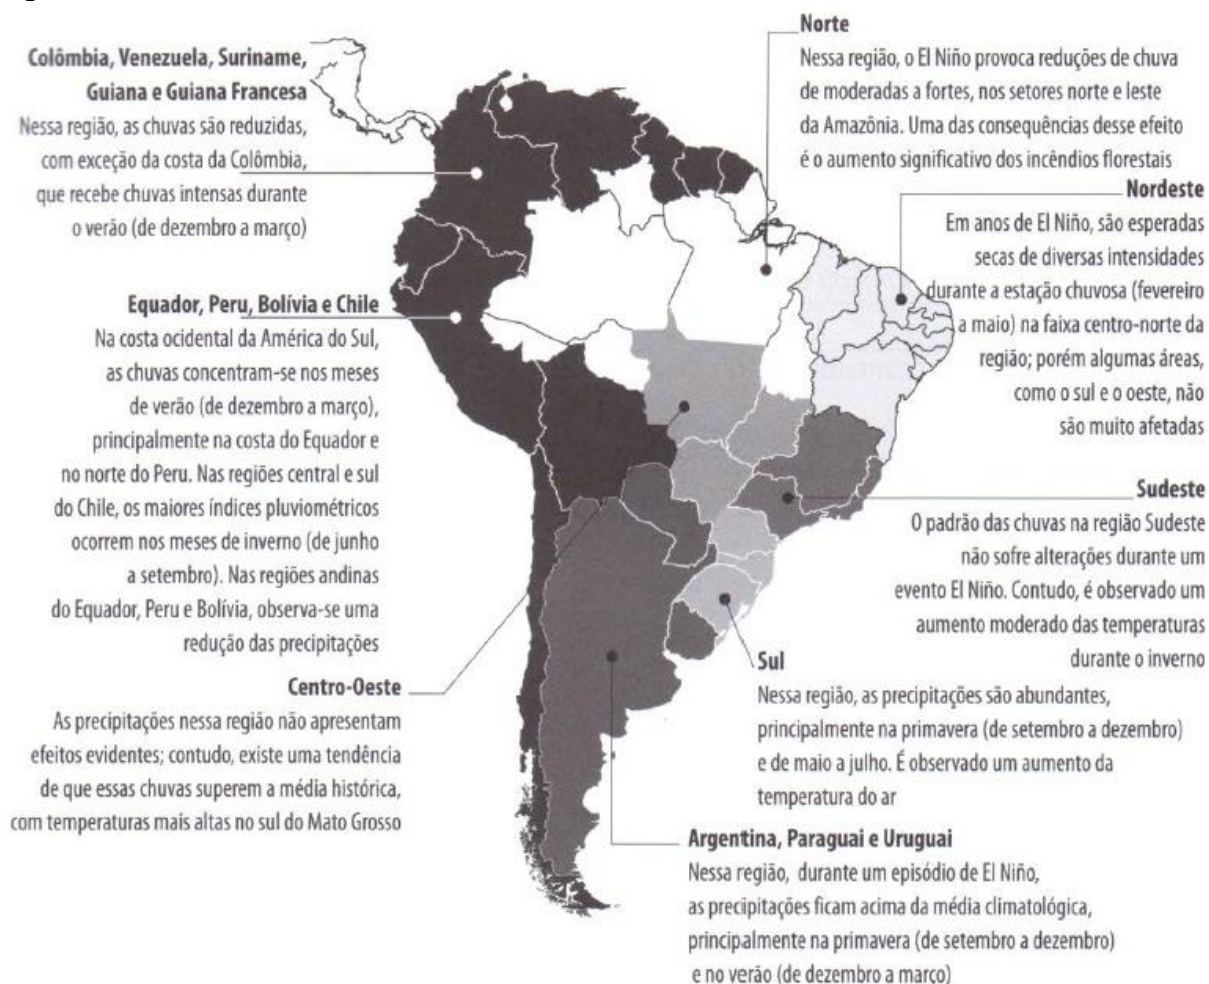 Colômbia, Venezuela, Suriname,
Guiana e Guiana Francesa
Nessa região, as chuvas são reduzidas,
com exceção da costa da Colômbia,
que recebe chuvas intensas durante
o verão (de dezembro a março)
Norte
Nessa região, o El Niño provoca reduções de chuva
de moderadas a fortes, nos setores norte e leste
da Amazônia. Uma das consequências desse efeito
é o aumento significativo dos incêndios florestais
Nordeste
Em anos de El Niño, são esperadas
secas de diversas intensidades
durante a estação chuvosa (fevereiro
a maio) na faixa centro-norte da
região; porém algumas áreas,
como o sul e o oeste, não
são muito afetadas
Equador, Peru, Bolívia e Chile
Na costa ocidental da América do Sul,
as chuvas concentram-se nos meses
de verão (de dezembro a março),
principalmente na costa do Equador e
no norte do Peru. Nas regiões central e sul
do Chile, os maiores índices pluviométricos
ocorrem nos meses de inverno (de junho
a setembro). Nas regiões andinas
do Equador, Peru e Bolívia, observa-se uma
redução das precipitações
Sudeste
O padrão das chuvas na região Sudeste
não sofre alterações durante um
evento El Niño. Contudo, é observado um
aumento moderado das temperaturas
durante o inverno
Centro-Oeste
As precipitações nessa região não apresentam
efeitos evidentes; contudo, existe uma tendência
de que essas chuvas superem a média histórica,
com temperaturas mais altas no sul do Mato Grosso
Sul
Nessa região, as precipitações são abundantes,
principalmente na primavera (de setembro a dezembro)
e de maio a julho. É observado um aumento da
temperatura do ar
Argentina, Paraguai e Uruguai
Nessa região, durante um episódio de El Niño,
as precipitações ficam acima da média climatológica,
principalmente na primavera (de setembro a dezembro)
e no verão (de dezembro a março)